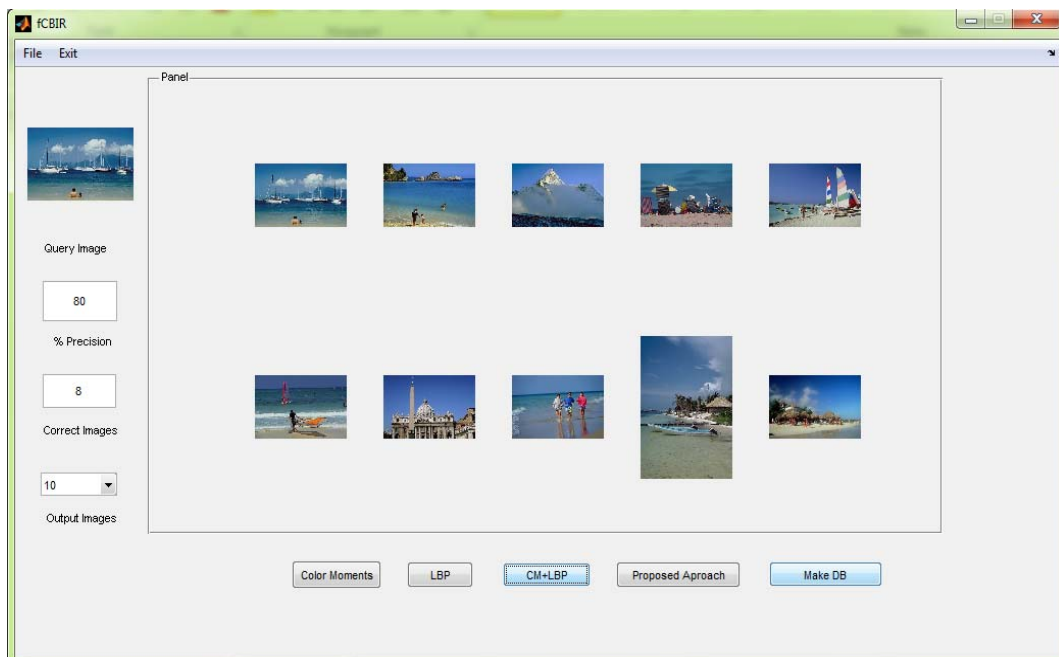 fCBIR
File Exit
Panel
Query Image
80
% Precision
8
Correct Images
10
Output Images
Color Moments LBP CM+LBP Proposed Aproach Make DB